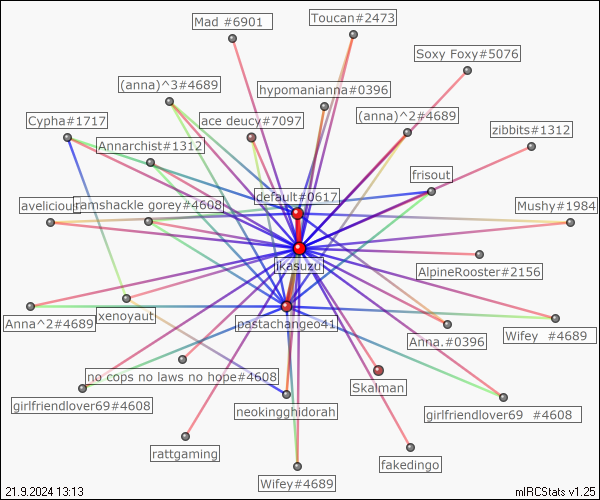 Mad #6901
Toucan#2473
Soxy Foxy#5076
(anna)^3#4689
hypomanianna#0396
Cypha#1717
ace deucy#7097
(anna)^2#4689
zibbits#1312
Annarchist#1312
frisout
default#0617
avelicious
ramshackle gorey#4608
Mushy#1984
jkasuzu
AlpineRooster#2156
Anna^2#4689
xenoyaut
pastachangeo41
Anna.#0396
Wifey #4689
no cops no laws no hope#4608
Skalman
girlfriendlover69#4608
neokingghidorah
girlfriendlover69 #4608
rattgaming
fakedingo
Wifey#4689
21.9.2024 13:13
mIRCStats v1.25